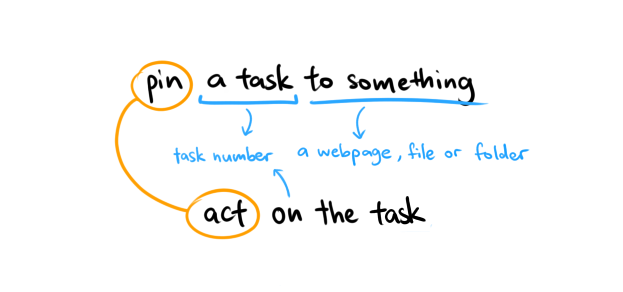 pin a task to something
task number a webpage, file or folder
act on the task